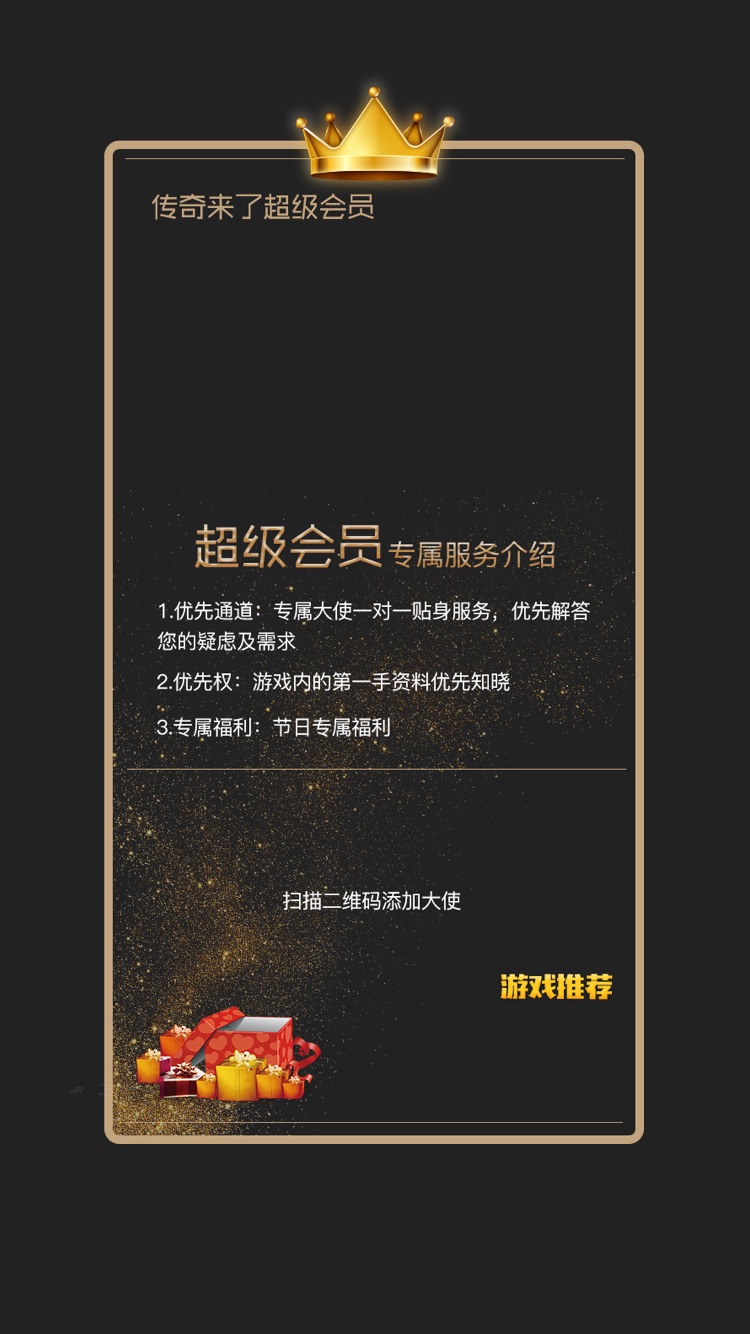 传奇来了超级会员
超级会员专属服务介绍
1.优先通道：专属大使一对一贴身服务，优先解答
您的疑虑及需求
2.优先权：游戏内的第一手资料优先知晓
3.专属福利：节日专属福利
扫描二维码添加大使
游戏推荐